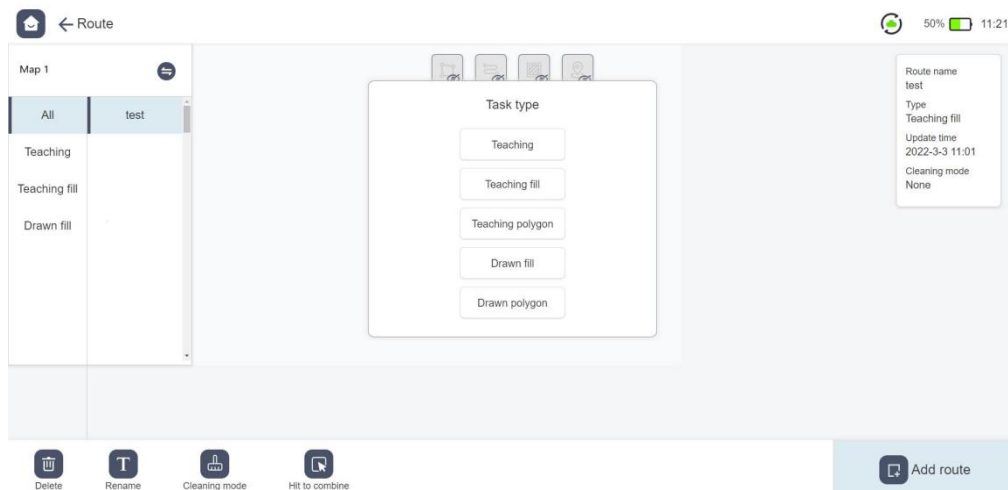 Route
50%
11:21
Map 1
All
Teaching
Teaching fill
Drawn fill
test
Task type
Teaching
Teaching fill
Teaching polygon
Drawn fill
Drawn polygon
Route name
test
Type
Teaching fill
Update time
2022-3-3 11:01
Cleaning mode
None
Delete
Rename
Cleaning mode
Hit to combine
Add route